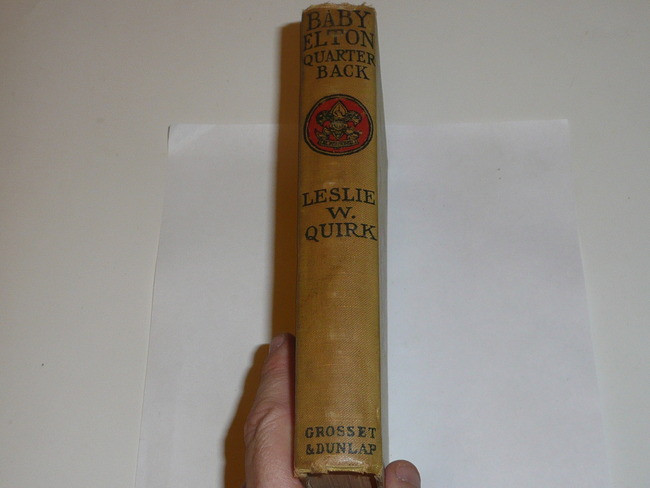 BABY
ELTON
QUARTER
BACK
LESLIE
W.
QUIRK
GROSSET
& DUNLAP